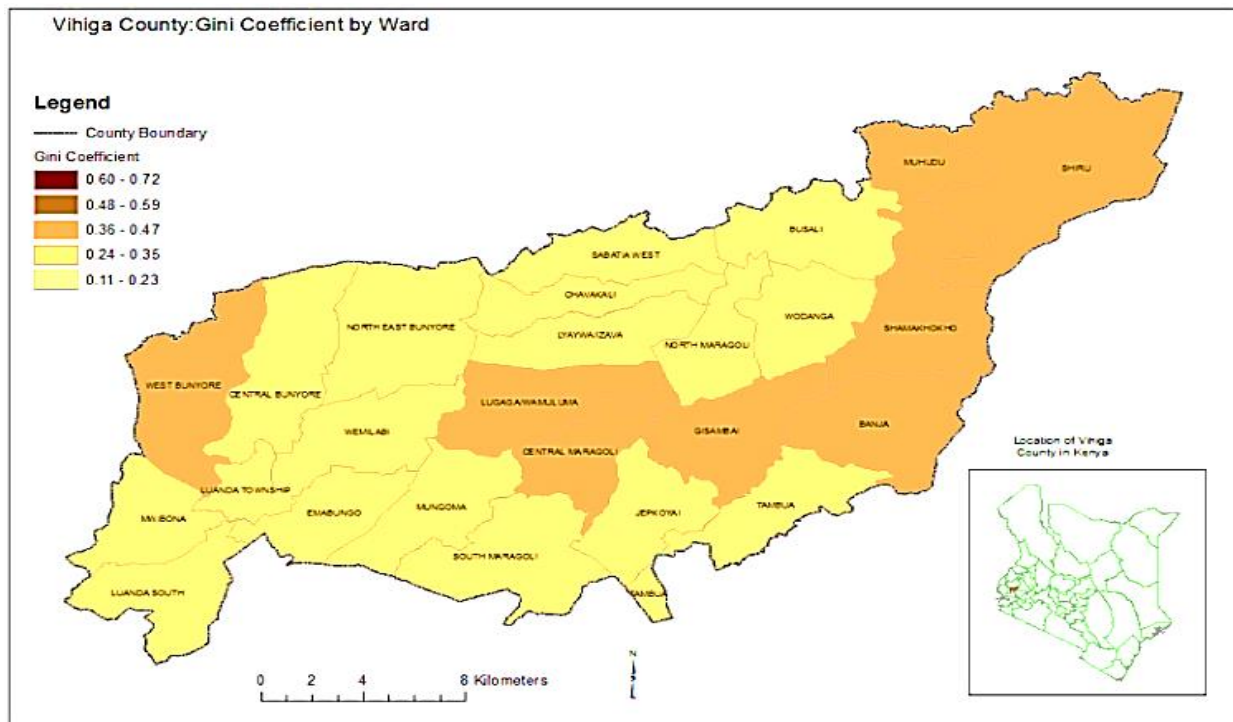 Vihiga County:Gini Coefficient by Ward
Legend
County Boundary
Gini Coefficient
0.60 - 0.72
0.48 - 0.59
0.36 - 0.47
0.24 - 0.35
0.11 - 0.23
MUHUDU
SHIRU
BUSALI
SABATIA WEST
CHAVAKALI
NORTH EAST BUNYORE
LYAYWA/IZAVA
WODANGA
SHAMAKHOKHO
NORTH MARAGOLI
WEST BUNYORE
CENTRAL BUNYORE
LUGAGA/WAMULUMA
WEMILABI
GISAMBAI
BANJA
CENTRAL MARAGOLI
LUANDA TOWNSHIP
MUNGOMA
TAMBUA
EMABUNGO
JEPKOYAI
MWIBONA
SOUTH MARAGOLI
LUANDA SOUTH
TAMBUA
Location of Vihiga
County in Kenya
N
0 2 4 8 Kilometers